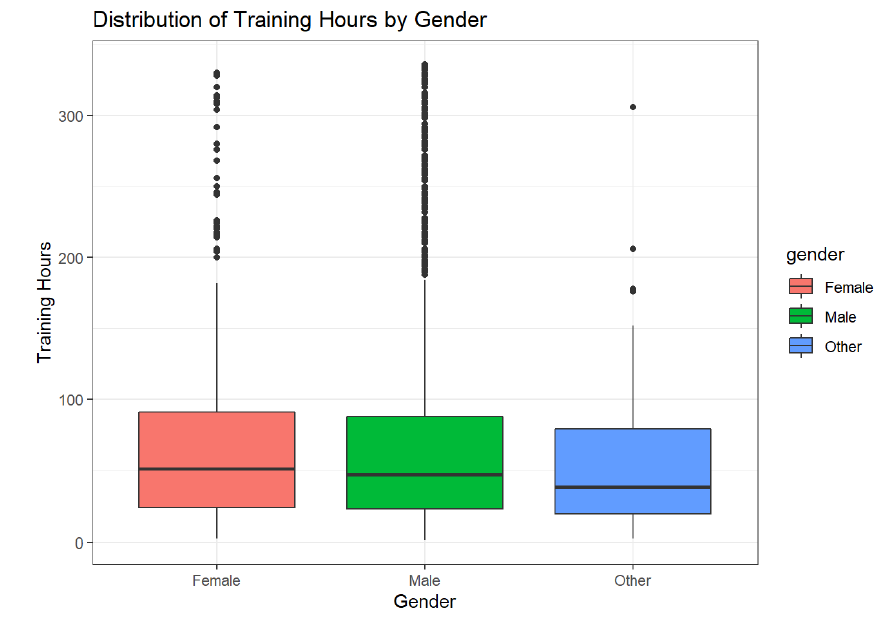 Distribution of Training Hours by Gender
Training Hours
300
200
100
0
Female
Male
Other
Gender
gender
Female
Male
Other